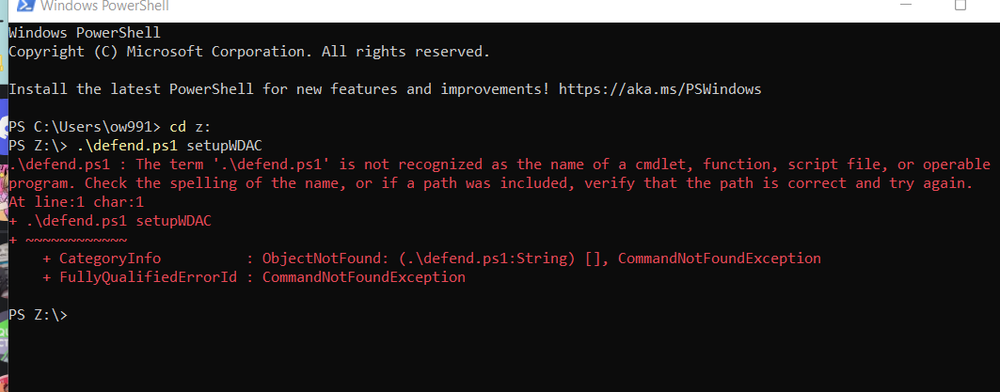 Windows PowerShell
Windows PowerShell
Copyright (C) Microsoft Corporation. All rights reserved.
Install the latest PowerShell for new features and improvements! https://aka.ms/PSWindows
PS C:\Users\ow991> cd z:
PS Z:\> .\defend.ps1 setupWDAC
.\defend.ps1 : The term '.\defend.ps1' is not recognized as the name of a cmdlet, function, script file, or operable
program. Check the spelling of the name, or if a path was included, verify that the path is correct and try again.
At line:1 char:1
+ .\defend.ps1 setupWDAC
+ ~~~~~~~~~~~~
    + CategoryInfo          : ObjectNotFound: (.\defend.ps1:String) [], CommandNotFoundException
    + FullyQualifiedErrorId : CommandNotFoundException
PS Z:\>